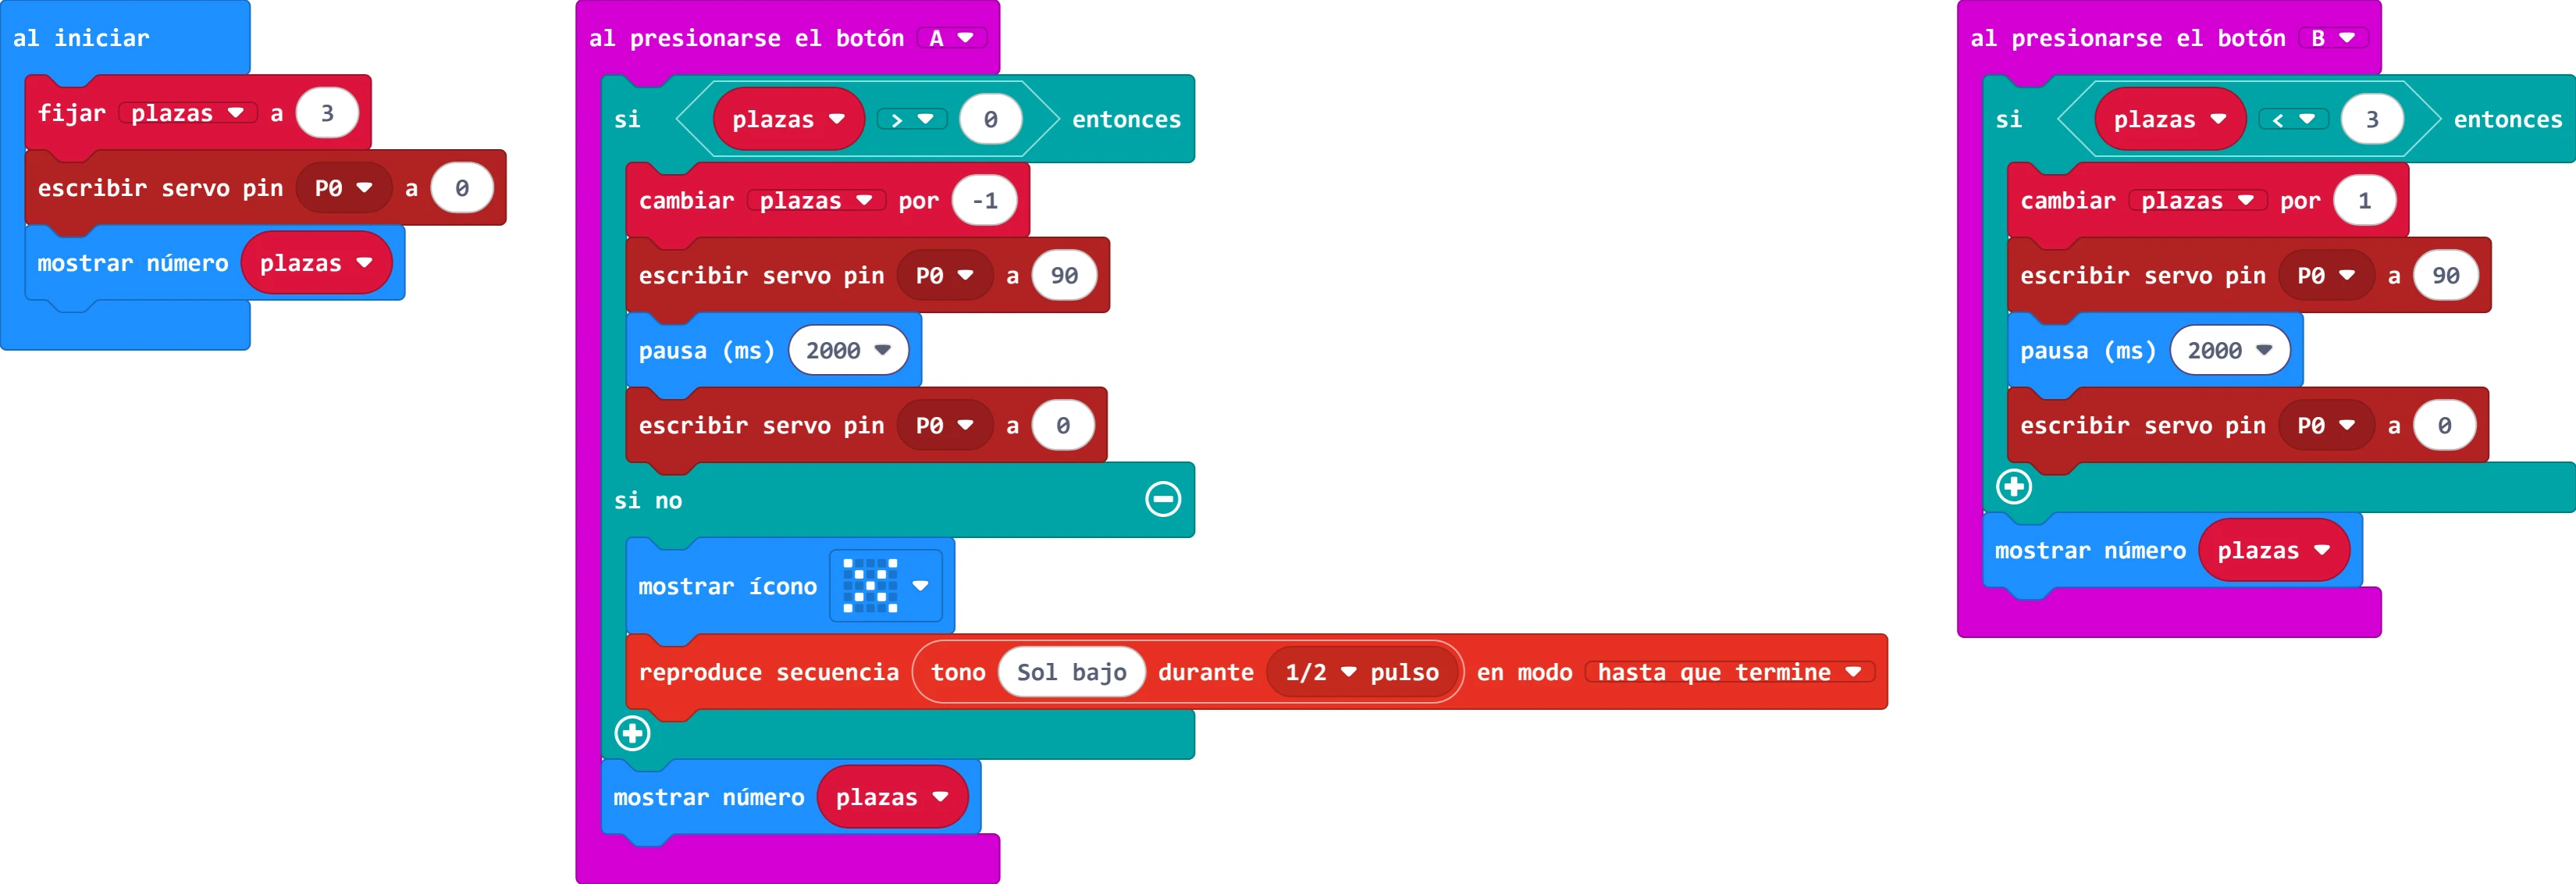 al iniciar
fijar plazas a 3
escribir servo pin P0 a 0
mostrar número plazas
al presionarse el botón A
si plazas > 0 entonces
cambiar plazas por -1
escribir servo pin P0 a 90
pausa (ms) 2000
escribir servo pin P0 a 0
si no
mostrar ícono
reproduce secuencia tono Sol bajo durante 1/2 pulso en modo hasta que termine
mostrar número plazas
al presionarse el botón B
si plazas < 3 entonces
cambiar plazas por 1
escribir servo pin P0 a 90
pausa (ms) 2000
escribir servo pin P0 a 0
mostrar número plazas